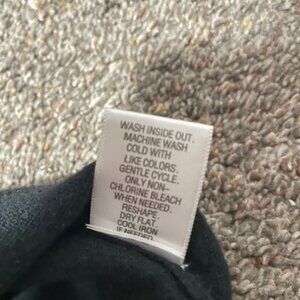 WASH INSIDE OUT.
MACHINE WASH
COLD WITH
LIKE COLORS.
GENTLE CYCLE.
ONLY NON-
CHLORINE BLEACH
WHEN NEEDED.
RESHAPE.
DRY FLAT.
COOL IRON
IF NEEDED